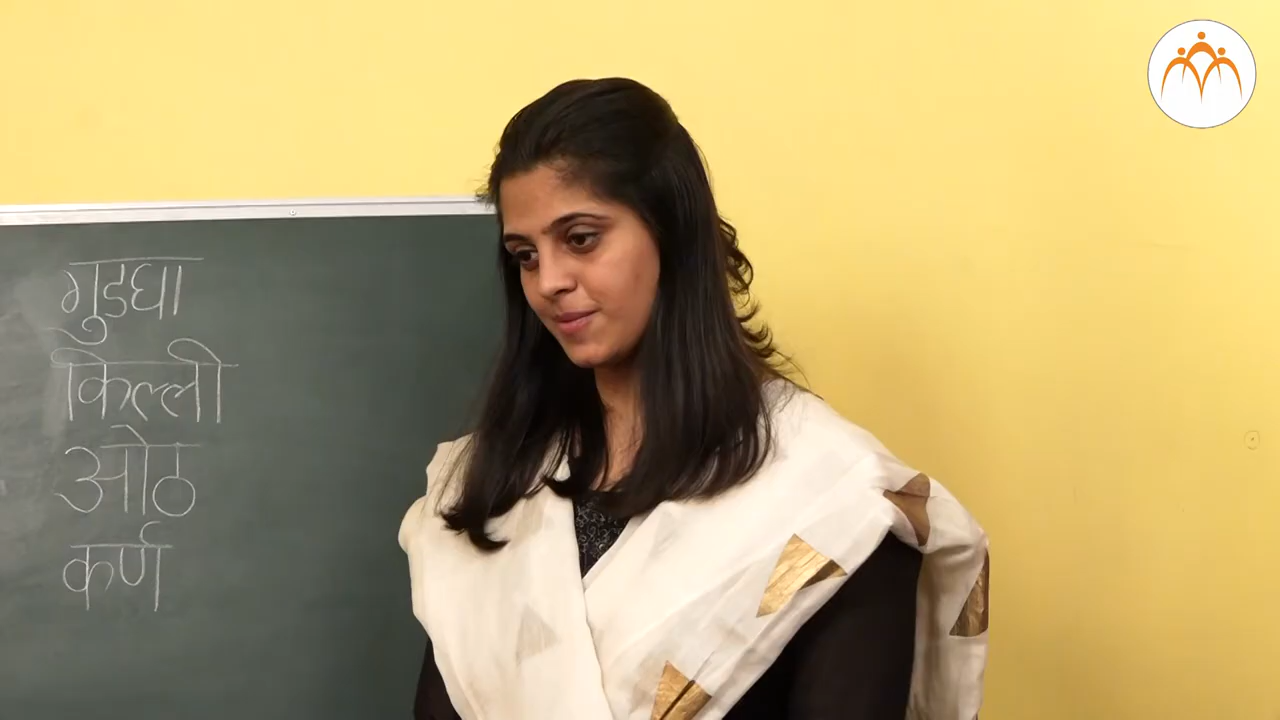 गुडघा
किल्ली
ओठ
कर्ण